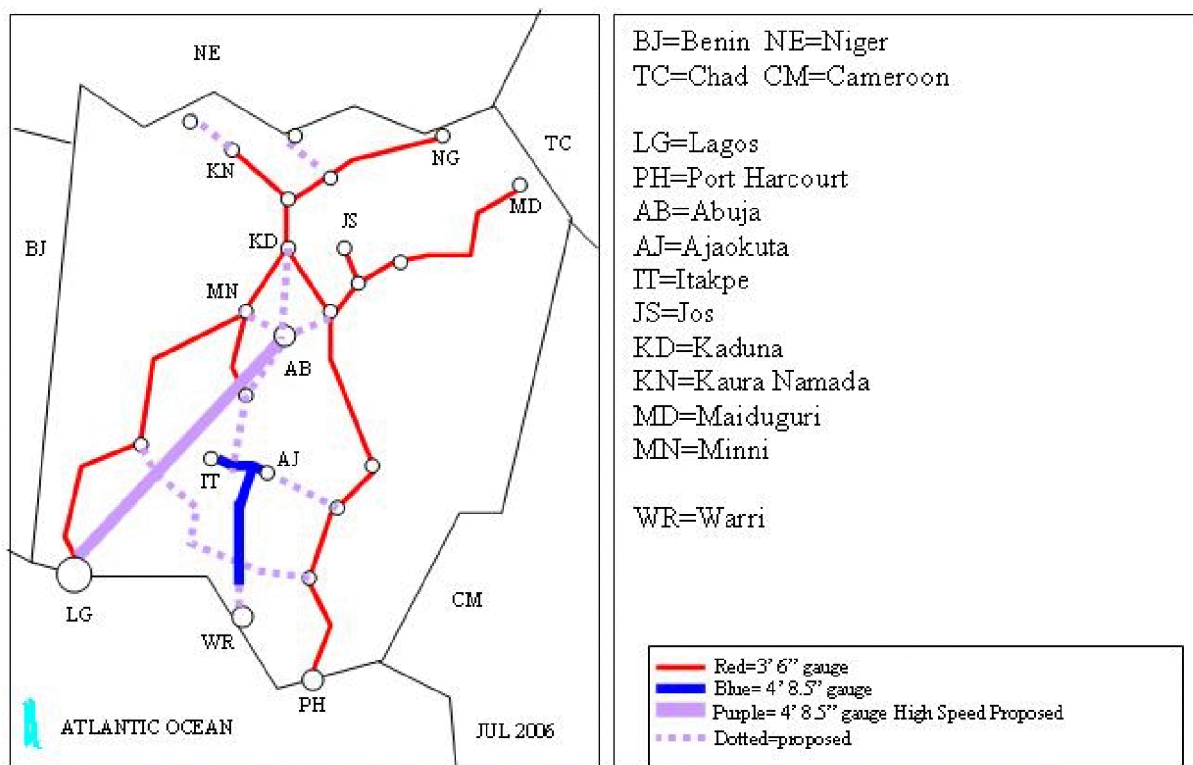 NE
TC
KN
NG
MD
JS
BJ
KD
MN
AB
IT
AJ
LG
WR
CM
PH
ATLANTIC OCEAN
JUL 2006
BJ=Benin NE=Niger
TC=Chad CM=Cameroon
LG=Lagos
PH=Port Harcourt
AB=Abuja
AJ=Ajaokuta
IT=Itakpe
JS=Jos
KD=Kaduna
KN=Kaura Namada
MD=Maiduguri
MN=Minni
WR=Warri
Red=3' 6" gauge
Blue= 4' 8.5" gauge
Purple= 4' 8.5" gauge High Speed Proposed
Dotted=proposed